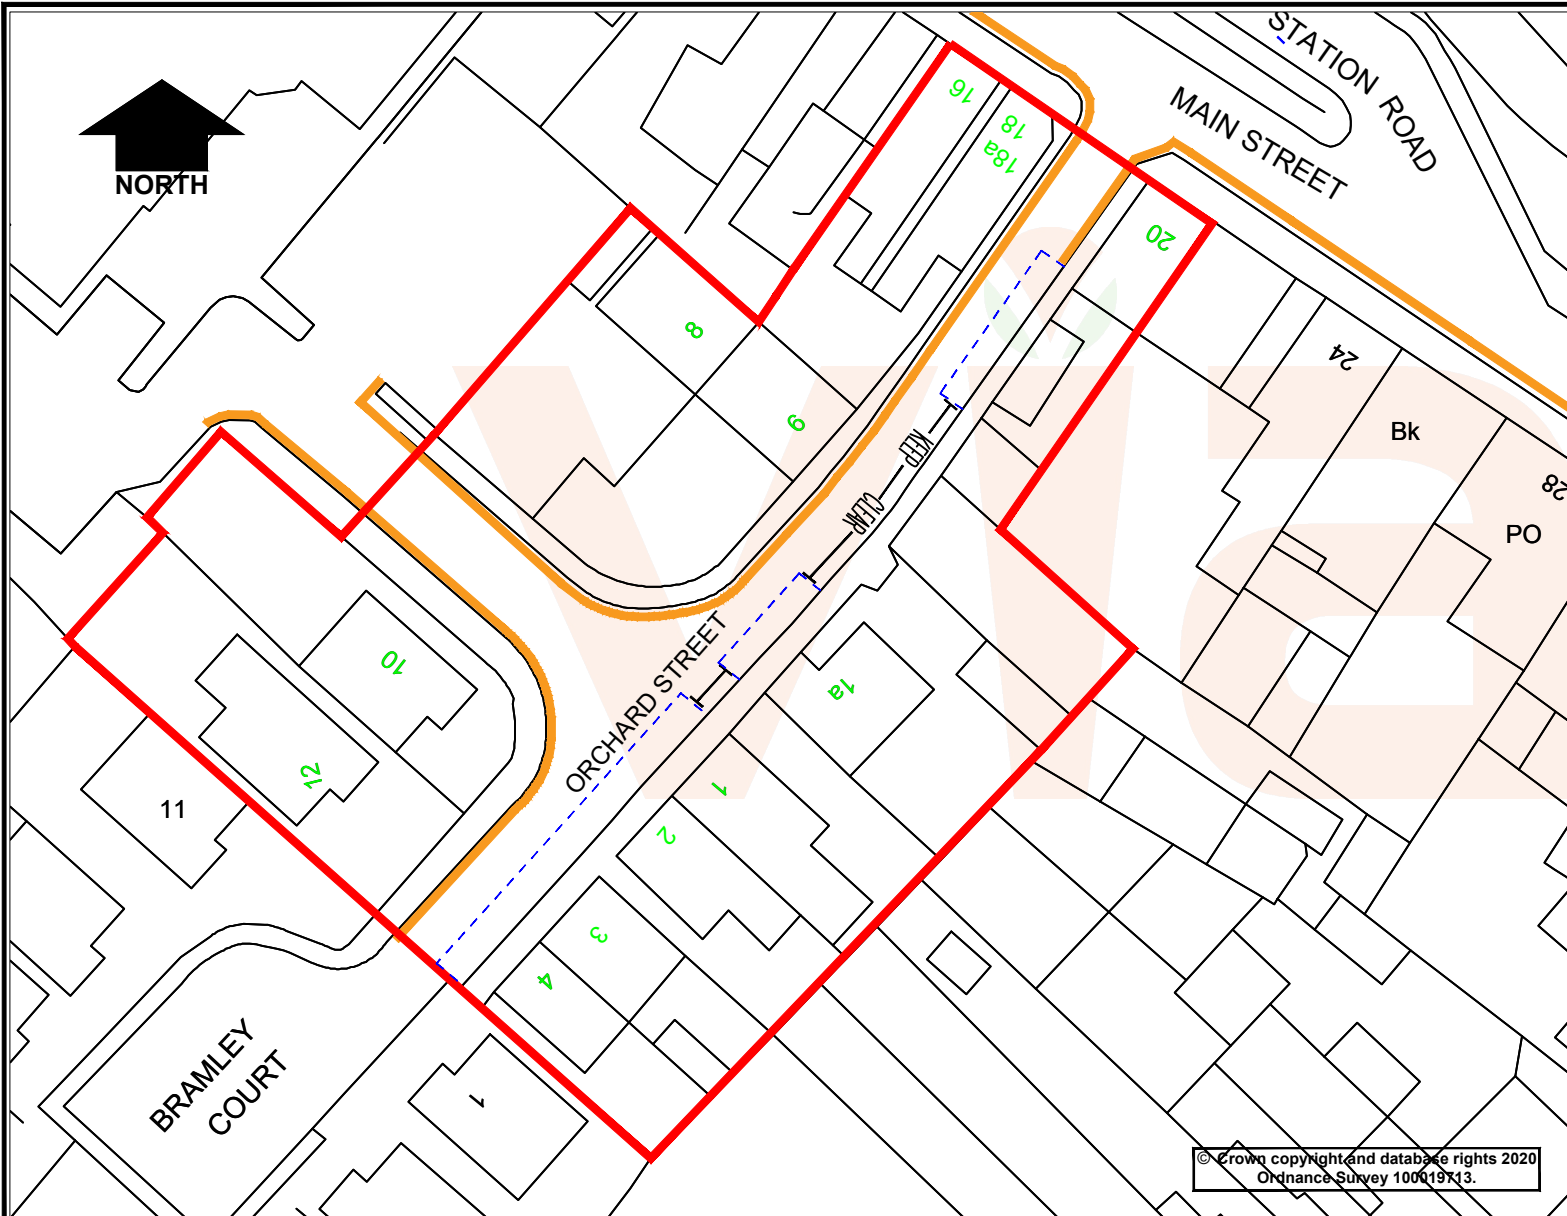 STATION ROAD
MAIN STREET
NORTH
16
18
18a
20
24
Bk
28
PO
8
9
KEEP
CLEAR
10
12
11
ORCHARD STREET
1a
1
2
3
4
1
BRAMLEY
COURT
via
© Crown copyright and database rights 2020
Ordnance Survey 100019713.